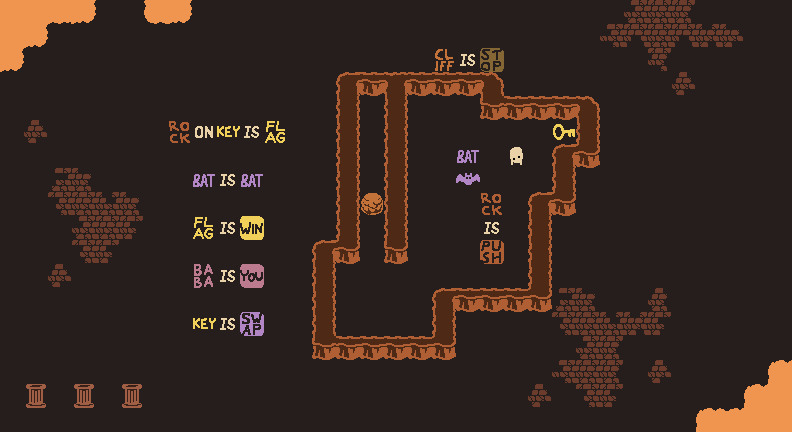 CLIFF IS STOP
ROCK ON KEY IS FLAG
BAT
BAT IS BAT
ROCK
IS
PUSH
FLAG IS WIN
BABA IS YOU
KEY IS SWAP